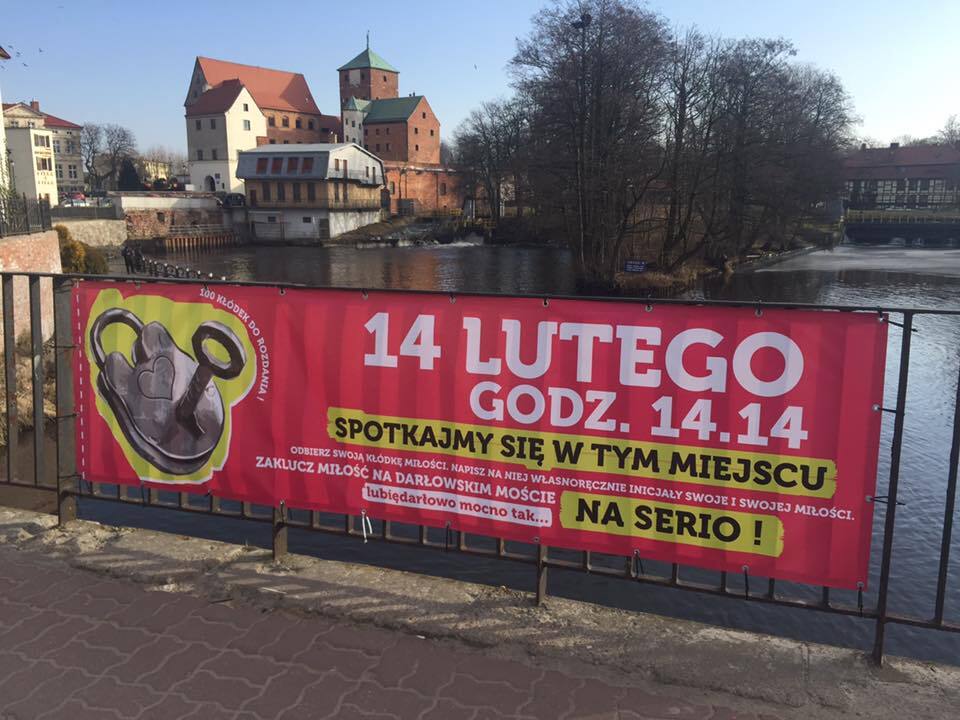 100 KŁÓDEK DO ROZDANIA !
14 LUTEGO
GODZ. 14.14
SPOTKAJMY SIĘ W TYM MIEJSCU
ODBIERZ SWOJĄ KŁÓDKĘ MIŁOŚCI. NAPISZ NA NIEJ WŁASNORĘCZNIE INICJAŁY SWOJE I SWOJEJ MIŁOŚCI.
ZAKLUCZ MIŁOŚĆ NA DARŁOWSKIM MOŚCIE
lubiędarłowo mocno tak...
NA SERIO !